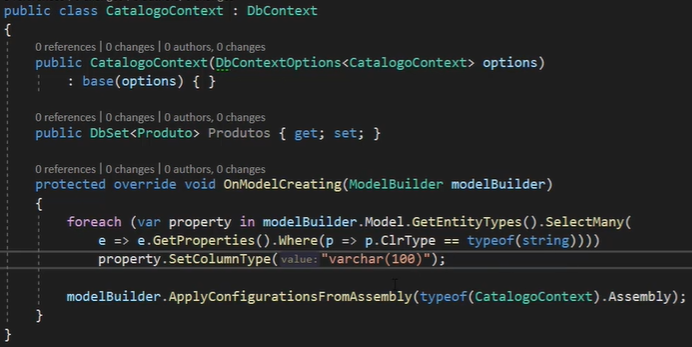 public class CatalogoContext : DbContext
{
0 references | 0 changes | 0 authors, 0 changes
public CatalogoContext(DbContextOptions<CatalogoContext> options)
: base(options) { }
0 references | 0 changes | 0 authors, 0 changes
public DbSet<Produto> Produtos { get; set; }
0 references | 0 changes | 0 authors, 0 changes
protected override void OnModelCreating(ModelBuilder modelBuilder)
{
foreach (var property in modelBuilder.Model.GetEntityTypes().SelectMany(
e => e.GetProperties().Where(p => p.ClrType == typeof(string))))
property.SetColumnType(value:"varchar(100)");
modelBuilder.ApplyConfigurationsFromAssembly(typeof(CatalogoContext).Assembly);
}
}